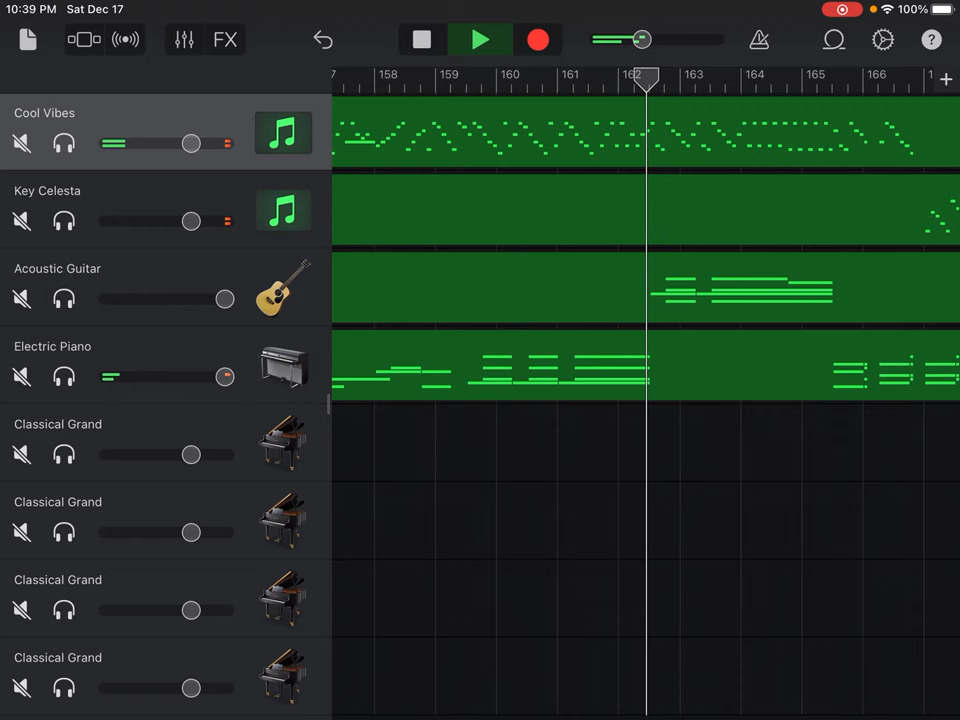 10:39 PM Sat Dec 17 100%
FX ?
7 158 159 160 161 162 163 164 165 166 1 +
Cool Vibes
Key Celesta
Acoustic Guitar
Electric Piano
Classical Grand
Classical Grand
Classical Grand
Classical Grand